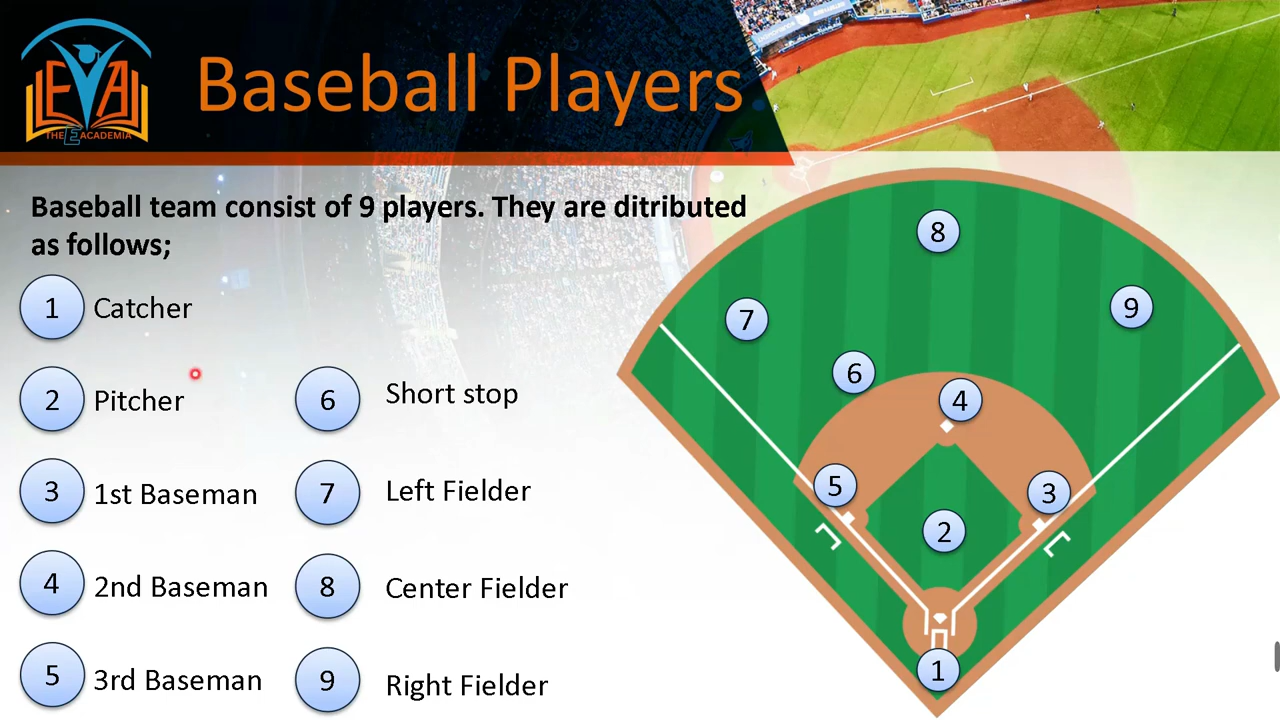 LEVA
THE E ACADEMIA
Baseball Players
Baseball team consist of 9 players. They are ditributed
as follows;
1 Catcher
2 Pitcher
3 1st Baseman
4 2nd Baseman
5 3rd Baseman
6 Short stop
7 Left Fielder
8 Center Fielder
9 Right Fielder
8
7
9
6
4
5
3
2
1